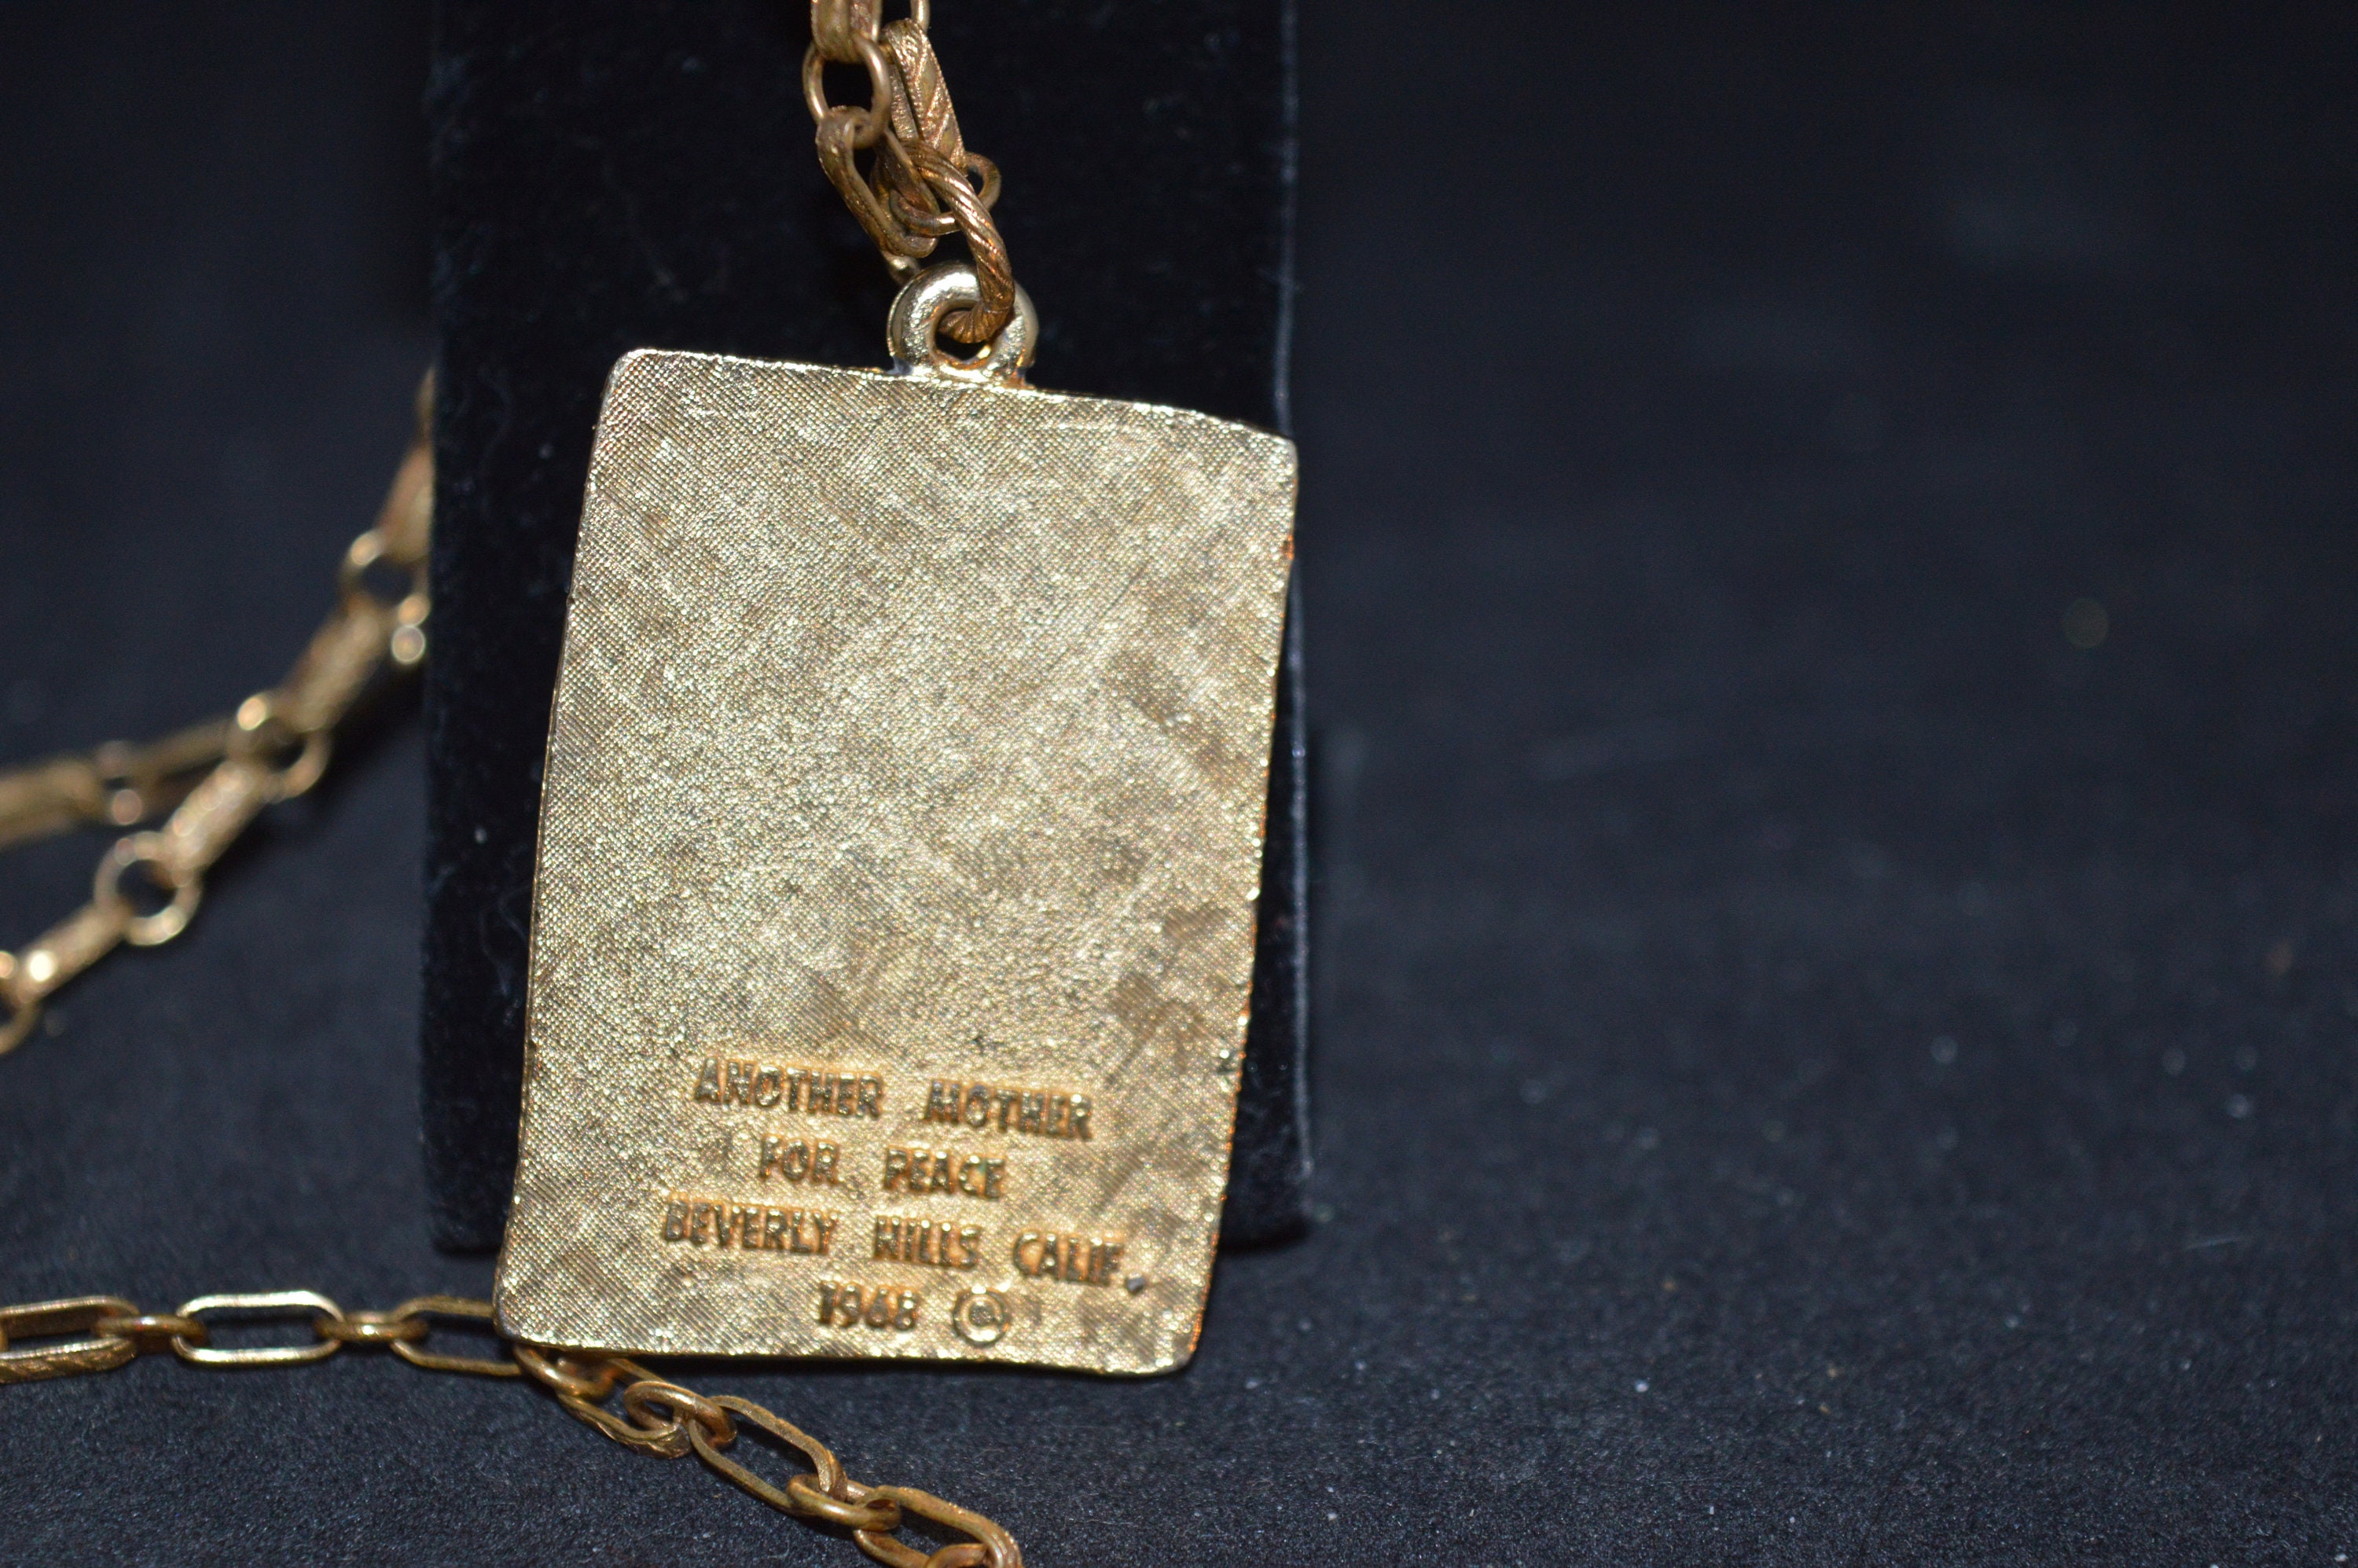 ANOTHER MOTHER
FOR PEACE
BEVERLY HILLS CALIF.
1968 ©